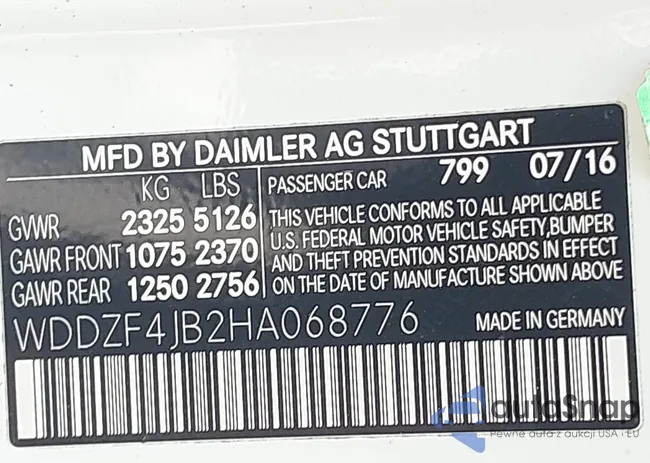 MFD BY DAIMLER AG STUTTGART
KG LBS
GVWR 2325 5126
GAWR FRONT 1075 2370
GAWR REAR 1250 2756
PASSENGER CAR 799 07/16
THIS VEHICLE CONFORMS TO ALL APPLICABLE
U.S. FEDERAL MOTOR VEHICLE SAFETY,BUMPER
AND THEFT PREVENTION STANDARDS IN EFFECT
ON THE DATE OF MANUFACTURE SHOWN ABOVE
WDDZF4JB2HA068776 MADE IN GERMANY
autoSnap
Pewne auta z aukcji USA i EU